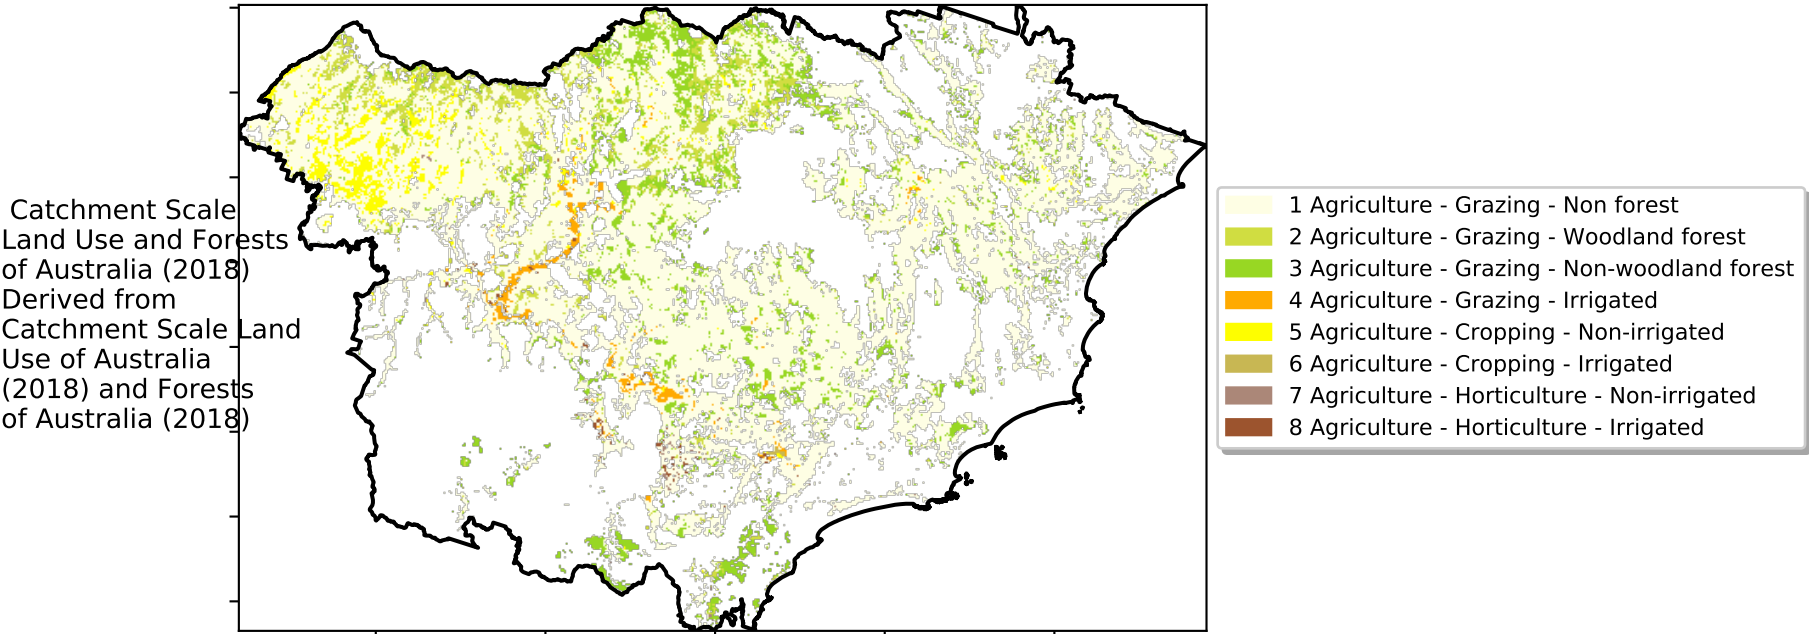 Catchment Scale
Land Use and Forests
of Australia (2018)
Derived from
Catchment Scale Land
Use of Australia
(2018) and Forests
of Australia (2018)
1 Agriculture - Grazing - Non forest
2 Agriculture - Grazing - Woodland forest
3 Agriculture - Grazing - Non-woodland forest
4 Agriculture - Grazing - Irrigated
5 Agriculture - Cropping - Non-irrigated
6 Agriculture - Cropping - Irrigated
7 Agriculture - Horticulture - Non-irrigated
8 Agriculture - Horticulture - Irrigated